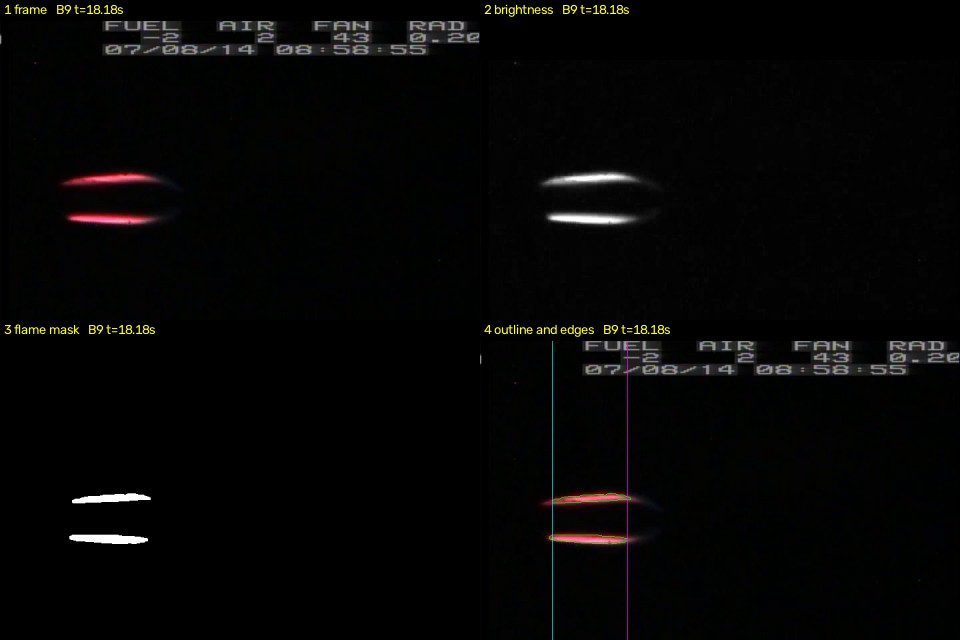 1 frame B9 t=18.18s
FUEL AIR FAN RAD
-2 2 43 0.20
07/08/14 08:58:55
2 brightness B9 t=18.18s
3 flame mask B9 t=18.18s
4 outline and edges B9 t=18.18s
FUEL AIR FAN RAD
-2 2 43 0.20
07/08/14 08:58:55